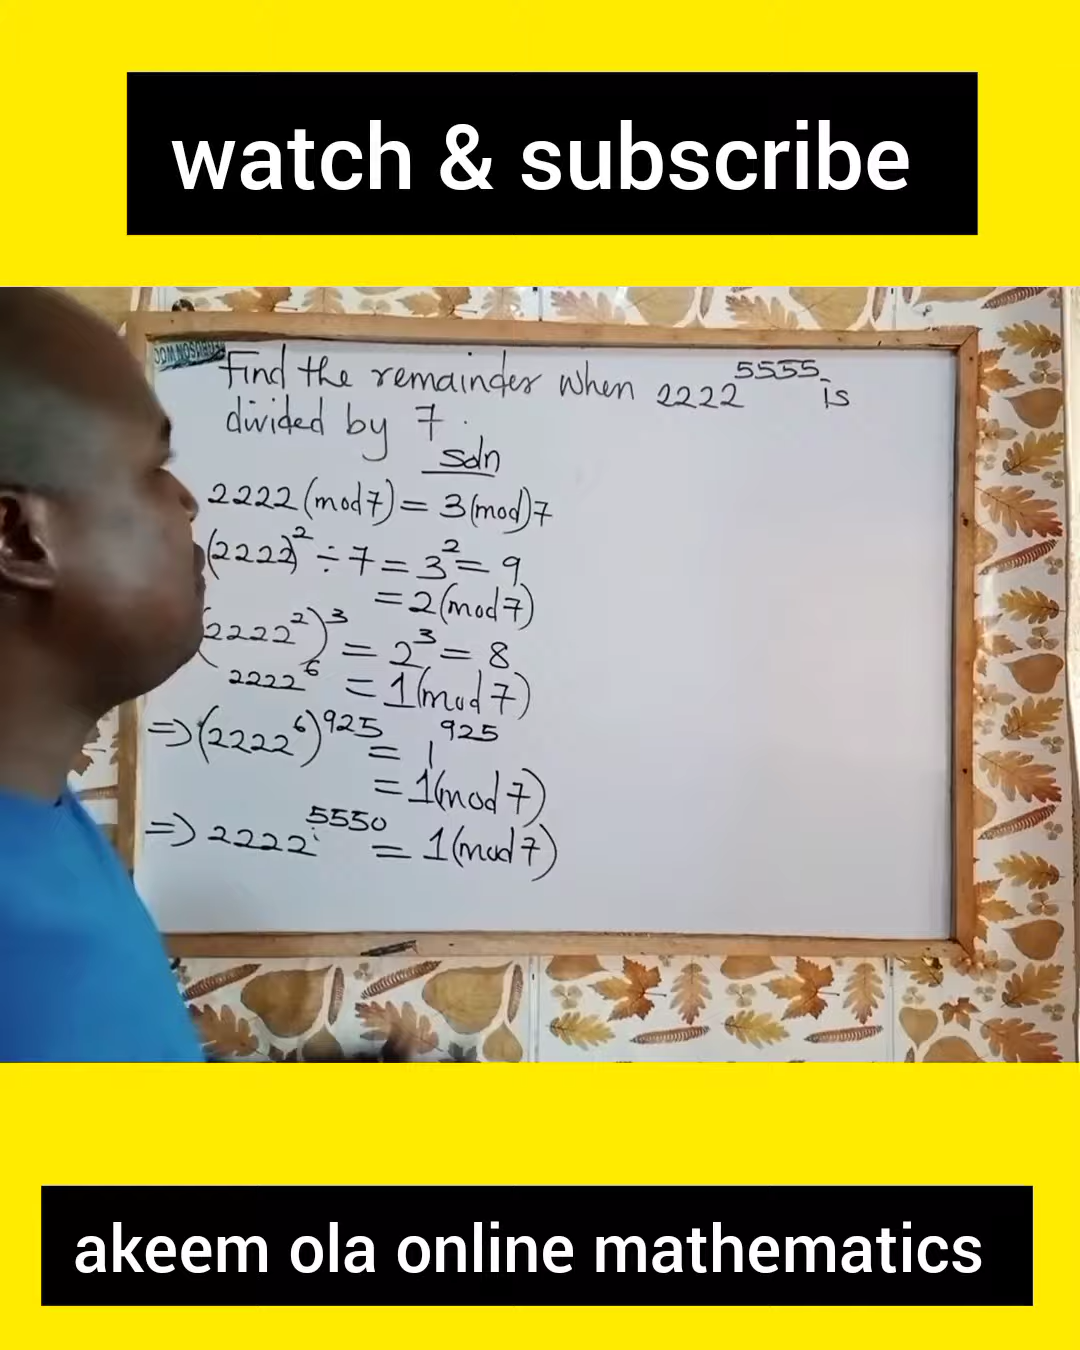 watch & subscribe
Find the remainder when 2222^5555 is
divided by 7.
Soln
2222(mod7) = 3(mod)7
(2222)^2 ÷ 7 = 3^2 = 9
= 2(mod7)
(2222^2)^3 = 2^3 = 8
2222^6 = 1(mod7)
⇒ (2222^6)^925 = 1^925
= 1(mod7)
⇒ 2222^5550 = 1(mod7)
akeem ola online mathematics